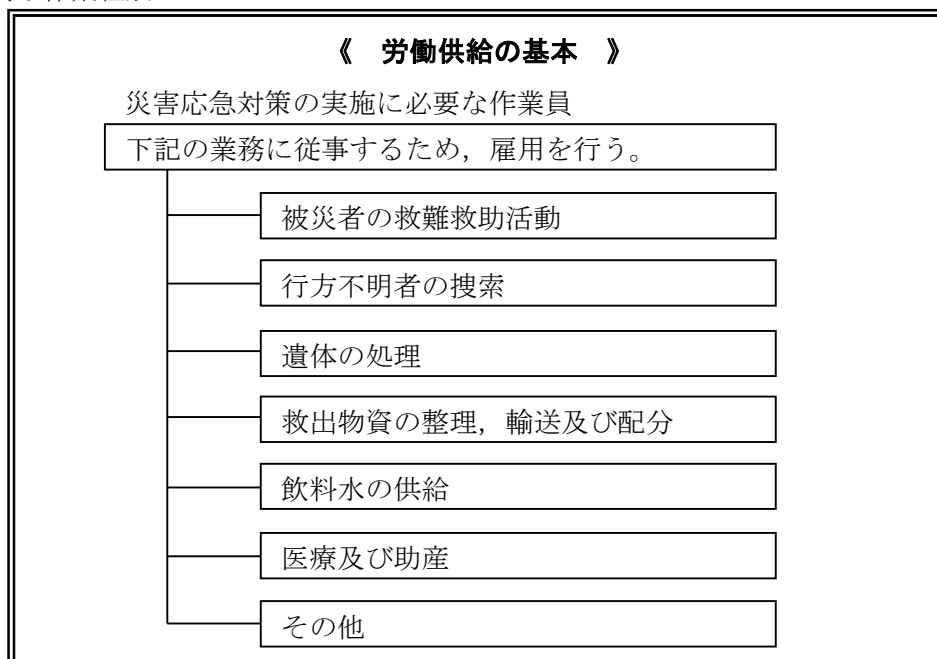 《　労働供給の基本　》
災害応急対策の実施に必要な作業員
下記の業務に従事するため，雇用を行う。
被災者の救難救助活動
行方不明者の捜索
遺体の処理
救出物資の整理，輸送及び配分
飲料水の供給
医療及び助産
その他